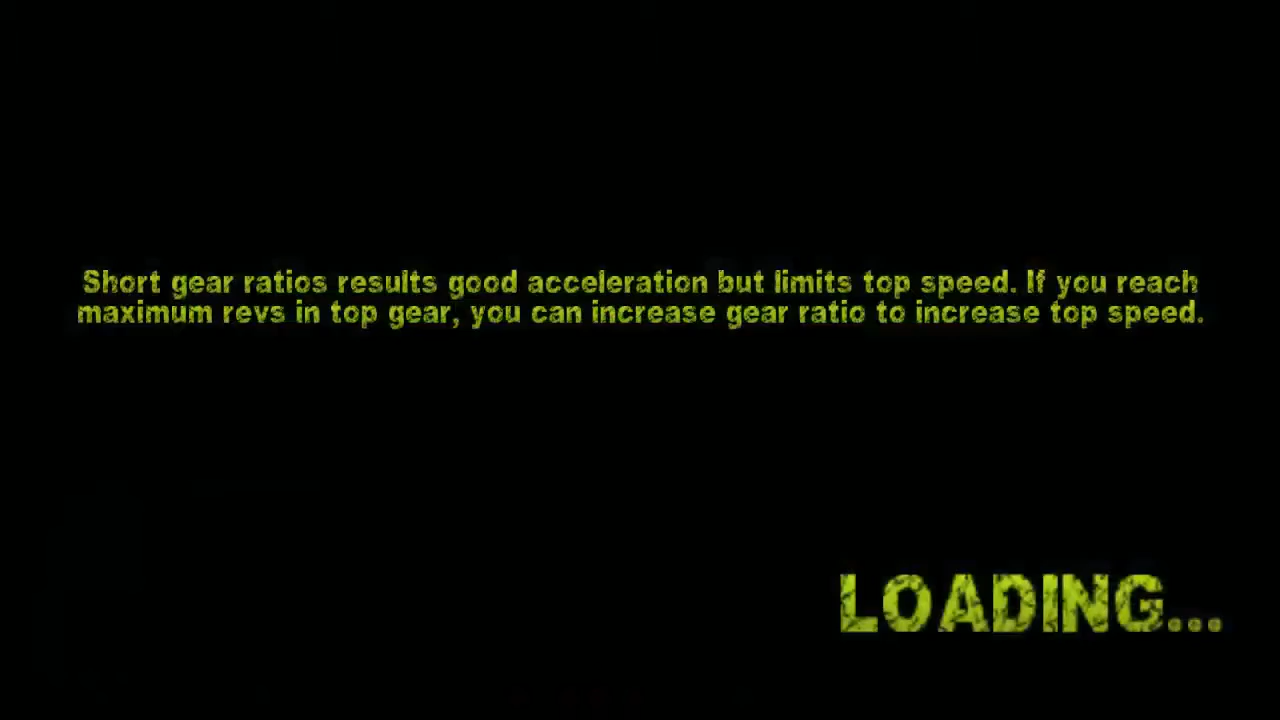 Short gear ratios results good acceleration but limits top speed. If you reach
maximum revs in top gear, you can increase gear ratio to increase top speed.
LOADING...